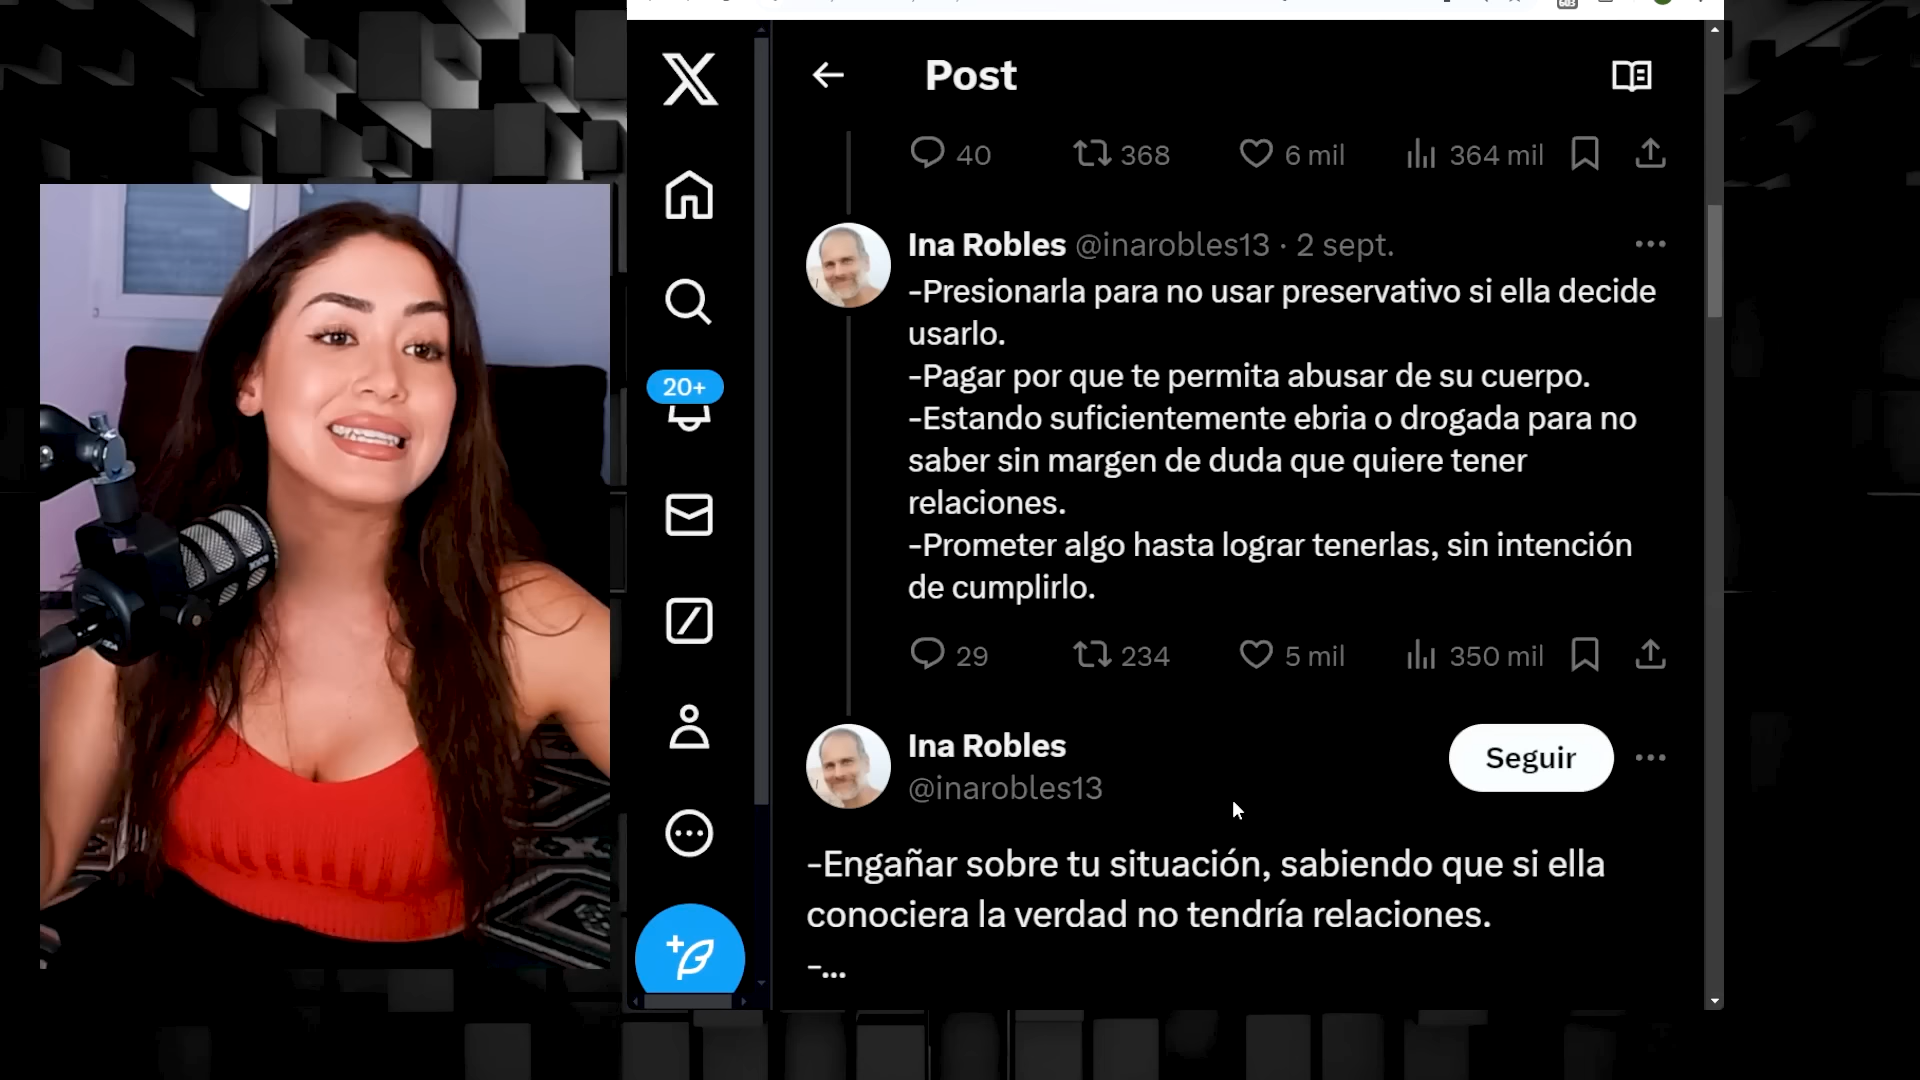 Post
40 368 6 mil 364 mil
Ina Robles @inarobles13 · 2 sept.
-Presionarla para no usar preservativo si ella decide
usarlo.
-Pagar por que te permita abusar de su cuerpo.
-Estando suficientemente ebria o drogada para no
saber sin margen de duda que quiere tener
relaciones.
-Prometer algo hasta lograr tenerlas, sin intención
de cumplirlo.
20+
29 234 5 mil 350 mil
Ina Robles
@inarobles13
Seguir
-Engañar sobre tu situación, sabiendo que si ella
conociera la verdad no tendría relaciones.
-...